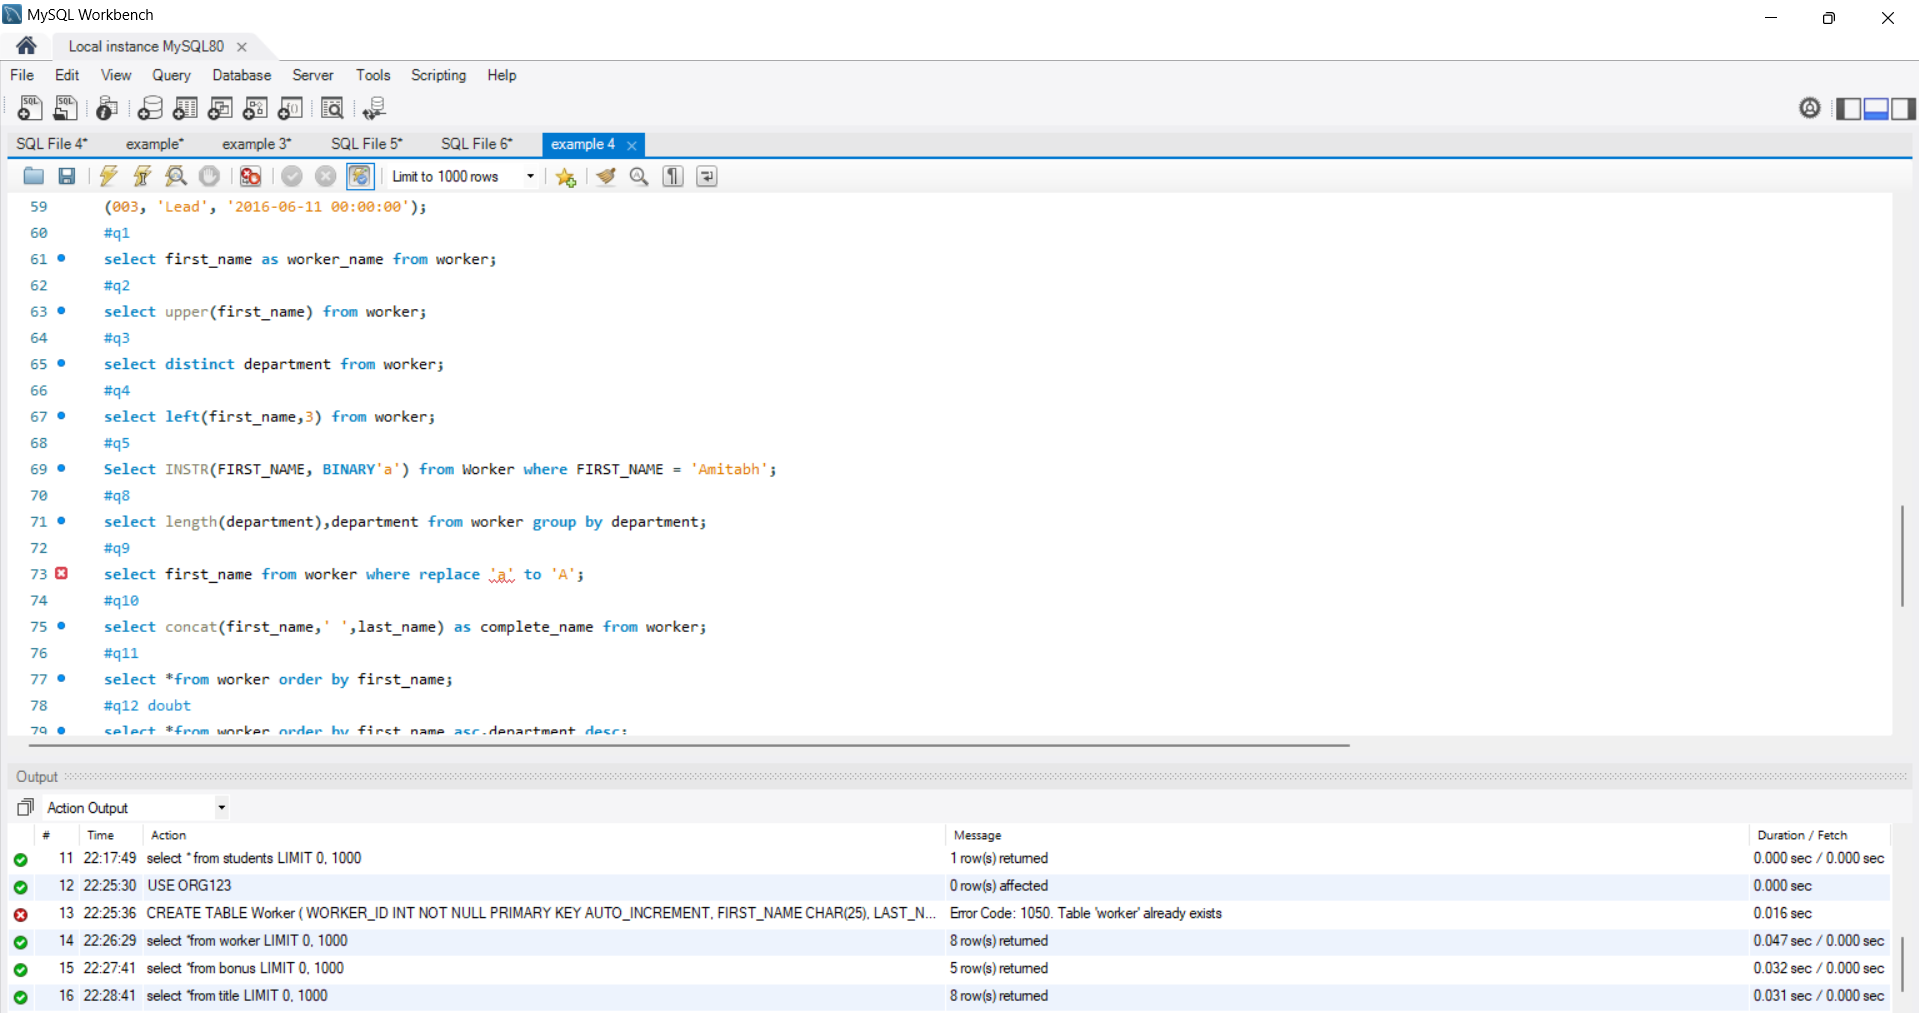 MySQL Workbench
Local instance MySQL80
File Edit View Query Database Server Tools Scripting Help
SQL File 4* example* example 3* SQL File 5* SQL File 6* example 4
Limit to 1000 rows
59 (003, 'Lead', '2016-06-11 00:00:00');
60 #q1
61 select first_name as worker_name from worker;
62 #q2
63 select upper(first_name) from worker;
64 #q3
65 select distinct department from worker;
66 #q4
67 select left(first_name,3) from worker;
68 #q5
69 Select INSTR(FIRST_NAME, BINARY'a') from Worker where FIRST_NAME = 'Amitabh';
70 #q8
71 select length(department),department from worker group by department;
72 #q9
73 select first_name from worker where replace 'a' to 'A';
74 #q10
75 select concat(first_name,' ',last_name) as complete_name from worker;
76 #q11
77 select *from worker order by first_name;
78 #q12 doubt
79 select *from worker order by first_name asc,department desc;
Output
Action Output
# Time Action Message Duration / Fetch
11 22:17:49 select * from students LIMIT 0, 1000 1 row(s) returned 0.000 sec / 0.000 sec
12 22:25:30 USE ORG123 0 row(s) affected 0.000 sec
13 22:25:36 CREATE TABLE Worker ( WORKER_ID INT NOT NULL PRIMARY KEY AUTO_INCREMENT, FIRST_NAME CHAR(25), LAST_N... Error Code: 1050. Table 'worker' already exists 0.016 sec
14 22:26:29 select *from worker LIMIT 0, 1000 8 row(s) returned 0.047 sec / 0.000 sec
15 22:27:41 select *from bonus LIMIT 0, 1000 5 row(s) returned 0.032 sec / 0.000 sec
16 22:28:41 select *from title LIMIT 0, 1000 8 row(s) returned 0.031 sec / 0.000 sec